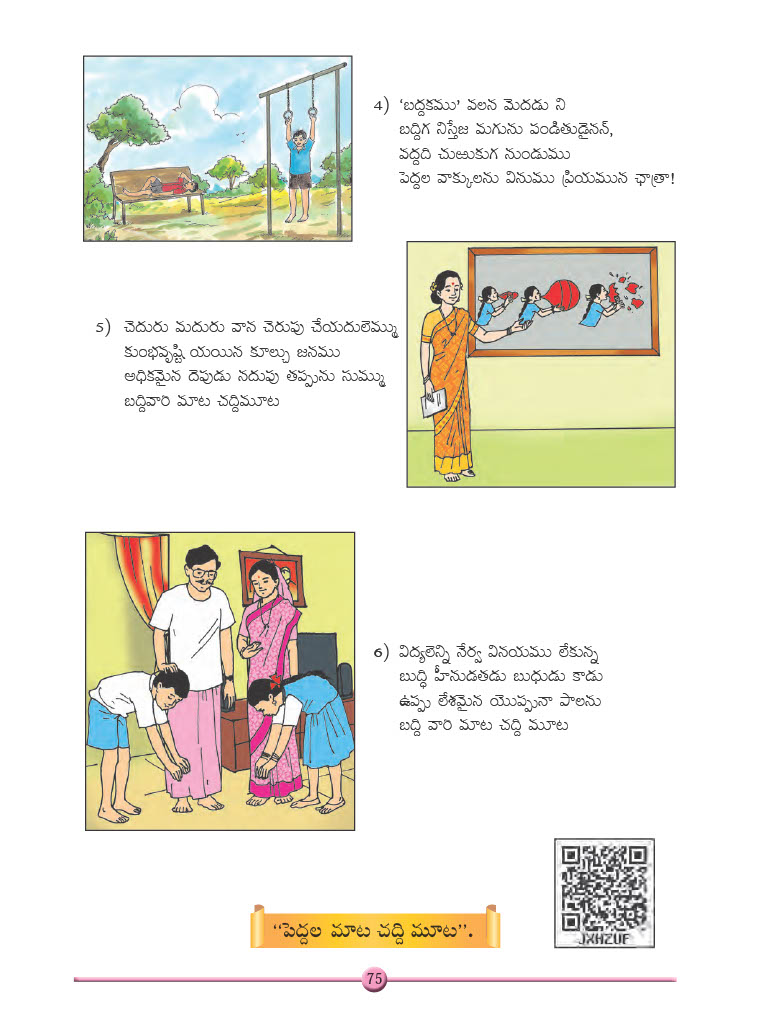 4) ‘బద్దకము’ వలన మెదడు ని
బద్దిగ నిస్తేజ మగును పండితుడైనన్,
వద్దది చుఱుకుగ నుండుము
పెద్దల వాక్కులను వినుము ప్రియమున ఛాత్రా!
5) చెదురు మదురు వాన చెరుపు చేయదులెమ్ము
కుంభవృష్టి యయిన కూల్చు జనము
అధికమైన దెపుడు నదుపు తప్పును సుమ్ము
బద్దివారి మాట చద్దిమూట
6) విద్యలెన్ని నేర్వ వినయము లేకున్న
బుద్ధి హీనుడతడు బుధుడు కాడు
ఉప్పు లేశమైన యొప్పునా పాలను
బద్ది వారి మాట చద్ది మూట
JXHZUF
“పెద్దల మాట చద్ది మూట”.
75